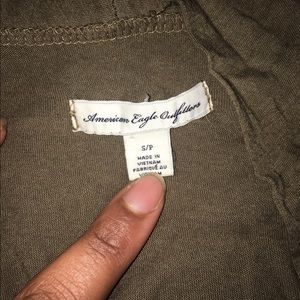 American Eagle Outfitters
S/P
MADE IN
VIETNAM
FABRIQUÉ AU
VIETNAM